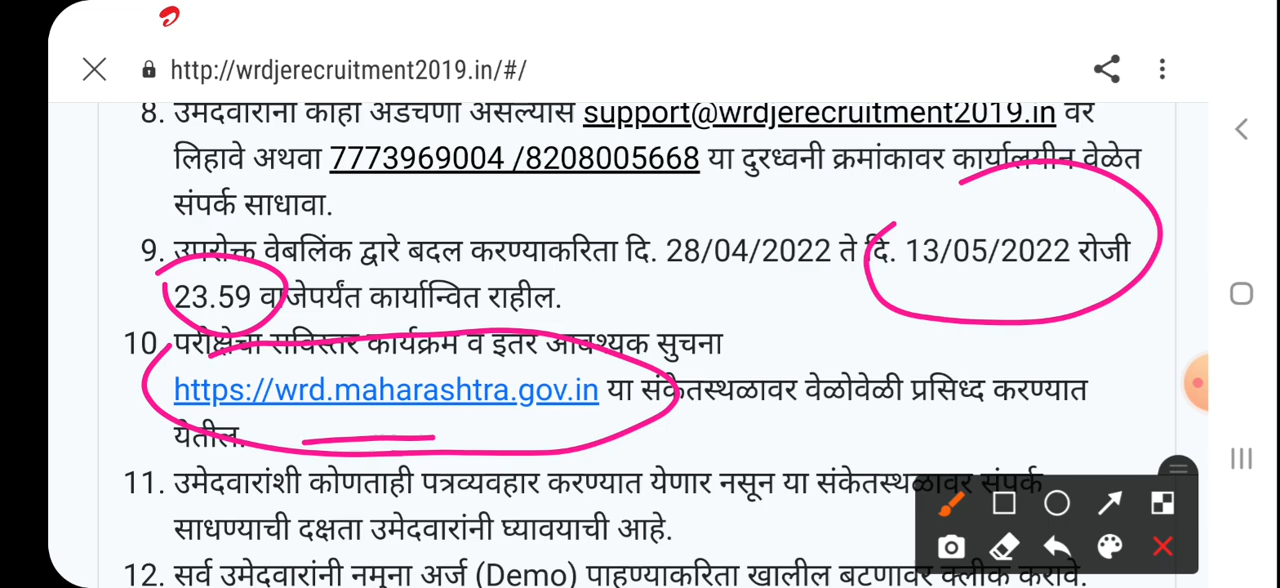 http://wrdjerecruitment2019.in/#/
8. उमेदवारांना काही अडचणी असल्यास support@wrdjerecruitment2019.in वर
लिहावे अथवा 7773969004 /8208005668 या दुरध्वनी क्रमांकावर कार्यालयीन वेळेत
संपर्क साधावा.
9. उपरोक्त वेबलिंक द्वारे बदल करण्याकरिता दि. 28/04/2022 ते दि. 13/05/2022 रोजी
23.59 वाजेपर्यंत कार्यान्वित राहील.
10. परीक्षेचा सविस्तर कार्यक्रम व इतर आवश्यक सुचना
https://wrd.maharashtra.gov.in या संकेतस्थळावर वेळोवेळी प्रसिध्द करण्यात
येतील.
11. उमेदवारांशी कोणताही पत्रव्यवहार करण्यात येणार नसून या संकेतस्थळावर संपर्क
साधण्याची दक्षता उमेदवारांनी घ्यावयाची आहे.
12. सर्व उमेदवारांनी नमूना अर्ज (Demo) पाहण्याकरिता खालील बटणावर क्लीक करावे.